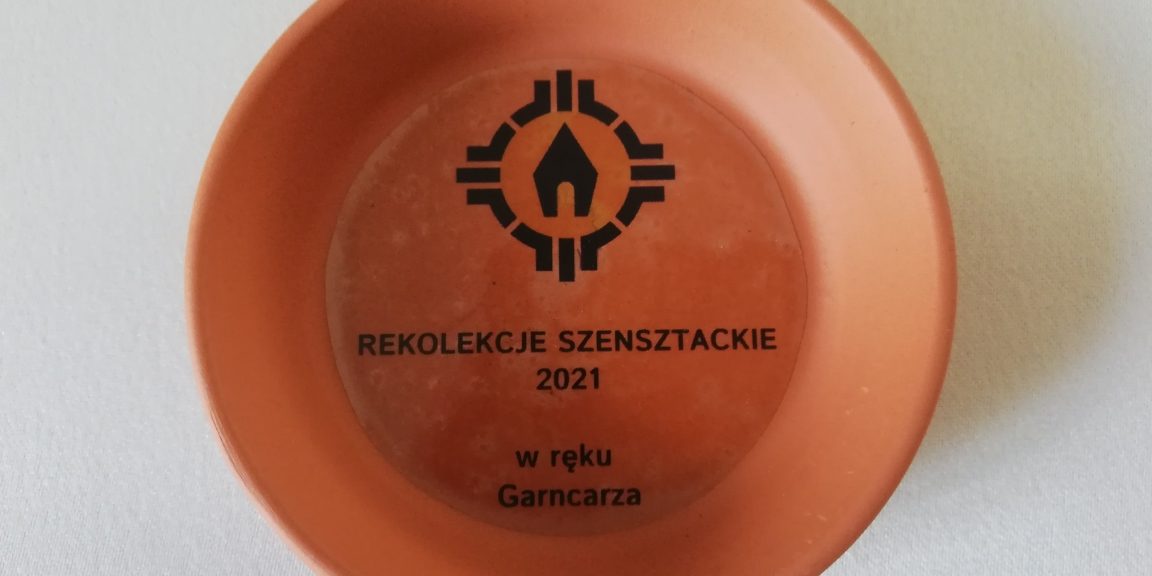 REKOLEKCJE SZENSZTACKIE
2021
w ręku
Garncarza